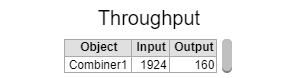 Throughput
Object Input Output
Combiner1 1924 160